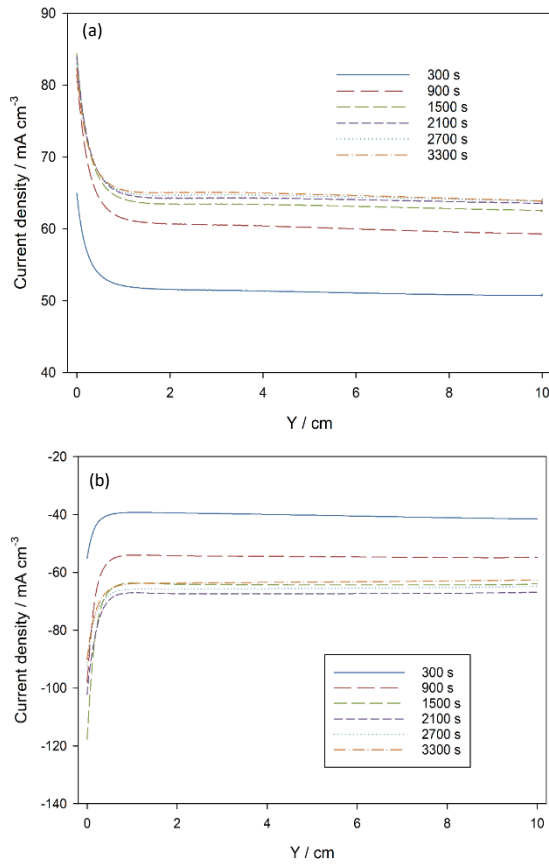 (a)
90
80
70
60
50
40
Current density / mA cm-3
300 s
900 s
1500 s
2100 s
2700 s
3300 s
0 2 4 6 8 10
Y / cm
(b)
-20
-40
-60
-80
-100
-120
-140
Current density / mA cm-3
300 s
900 s
1500 s
2100 s
2700 s
3300 s
0 2 4 6 8 10
Y / cm